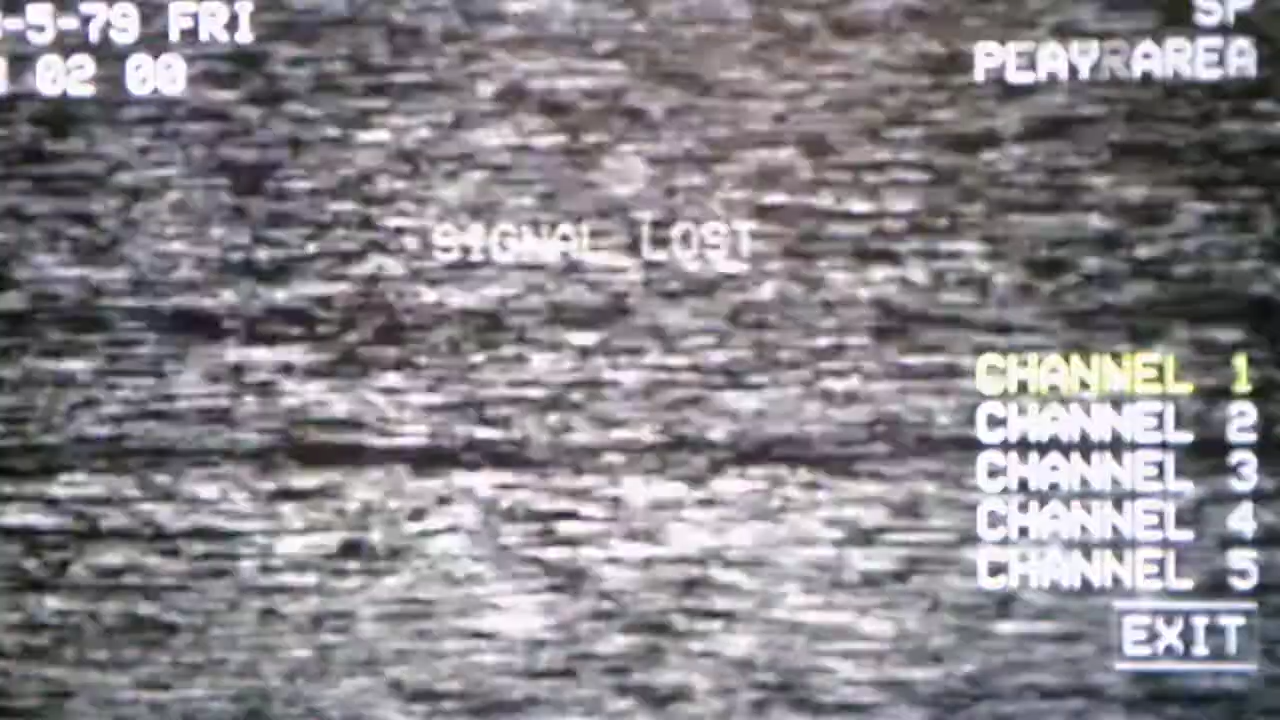 -5-79 FRI
02 00
SP
AREA
SIGNAL LOST
CHANNEL 1
CHANNEL 2
CHANNEL 3
CHANNEL 4
CHANNEL 5
EXIT